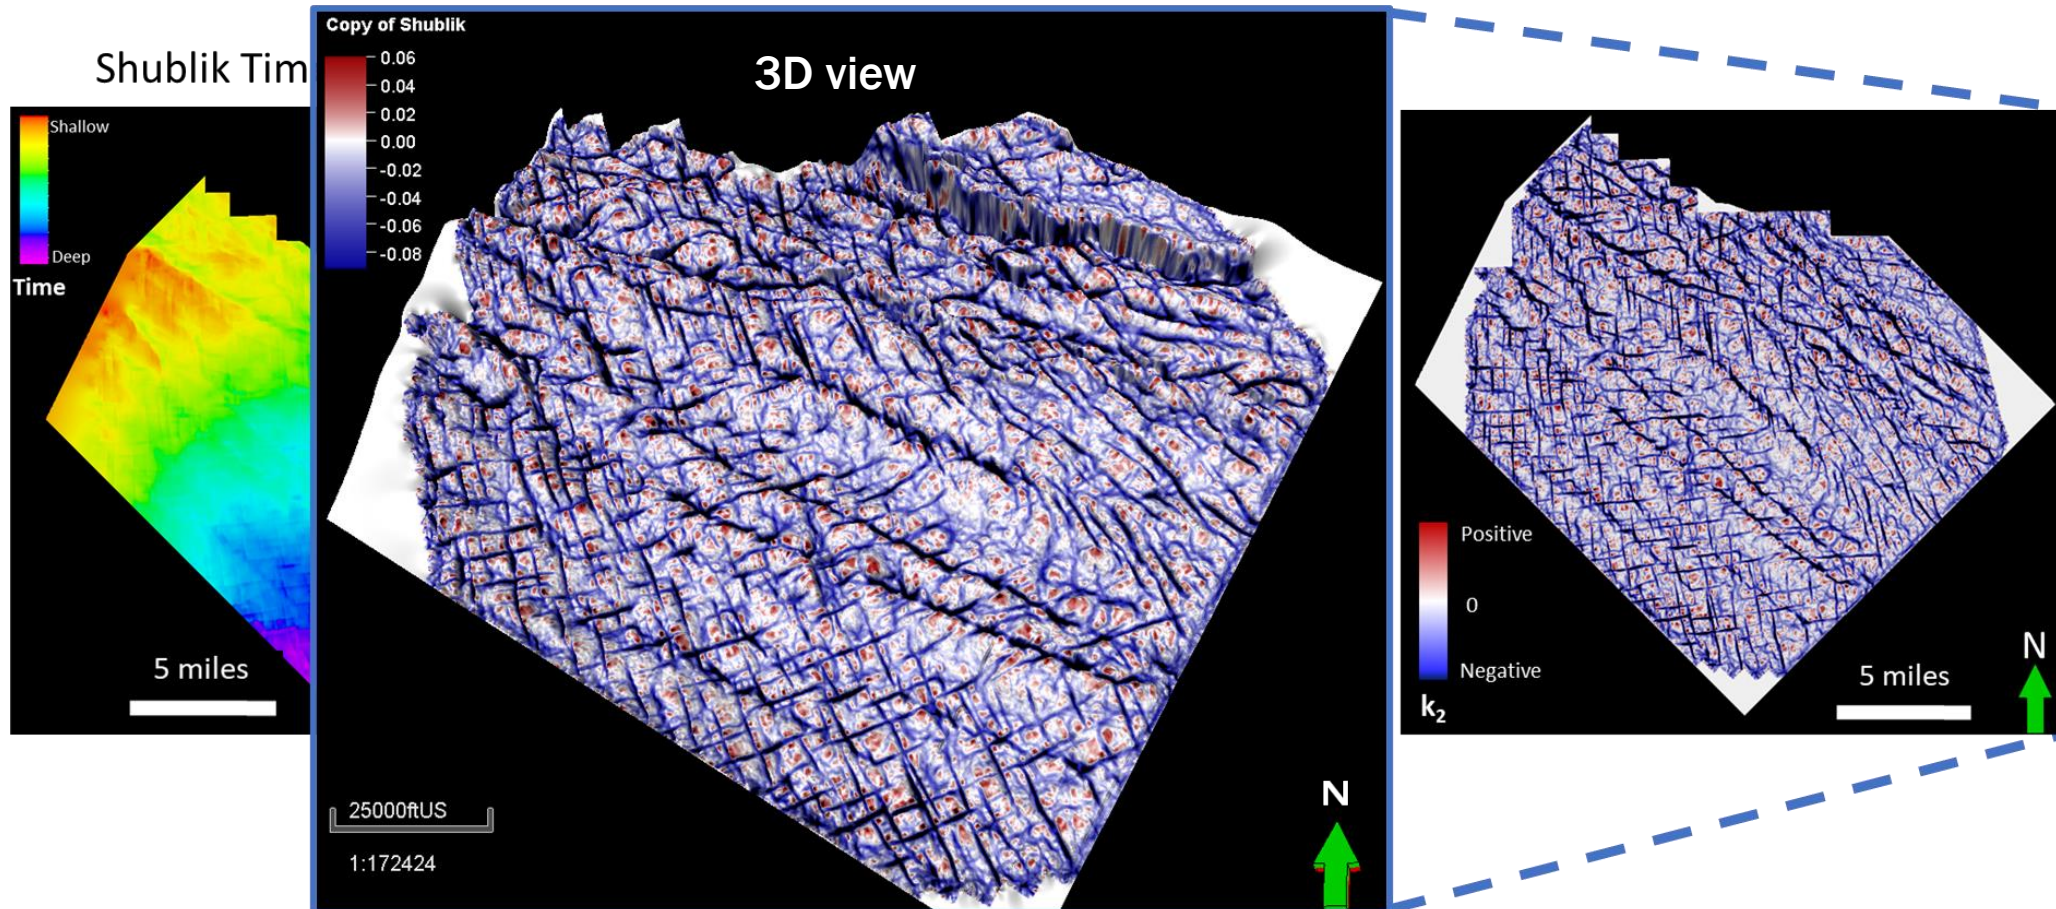 Shublik Tim
Shallow
Deep
Time
5 miles
Copy of Shublik
0.06
0.04
0.02
0.00
-0.02
-0.04
-0.06
-0.08
3D view
25000ftUS
1:172424
N
Positive
0
Negative
k₂
5 miles
N